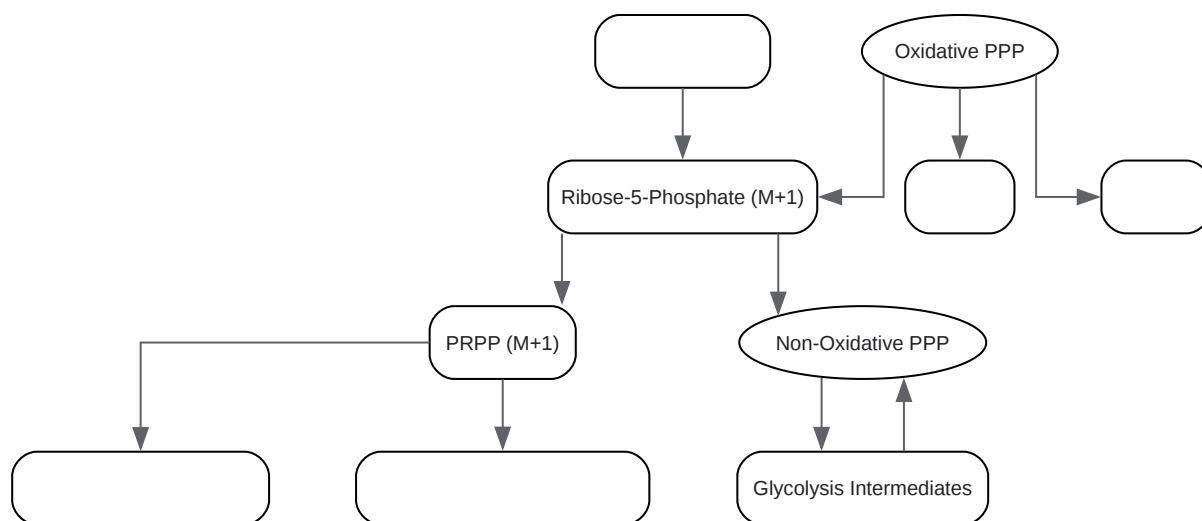 Oxidative PPP
Ribose-5-Phosphate (M+1)
PRPP (M+1)
Non-Oxidative PPP
Glycolysis Intermediates